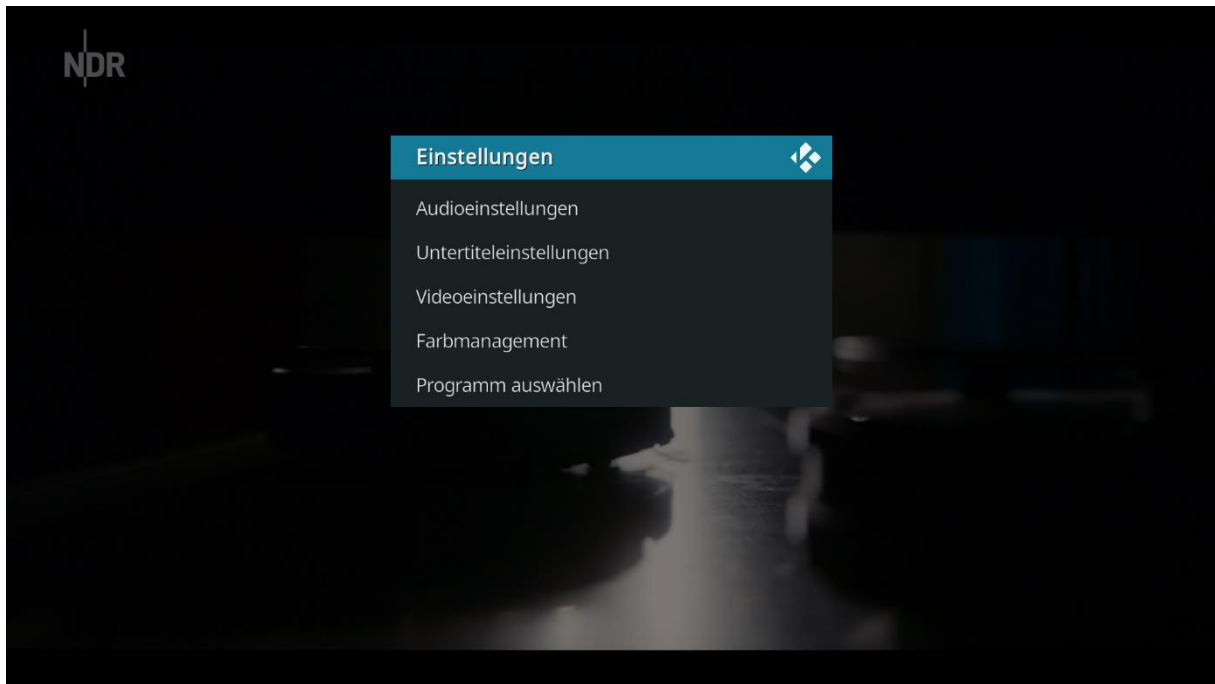 NDR
Einstellungen
Audioeinstellungen
Untertiteleinstellungen
Videoeinstellungen
Farbmanagement
Programm auswählen